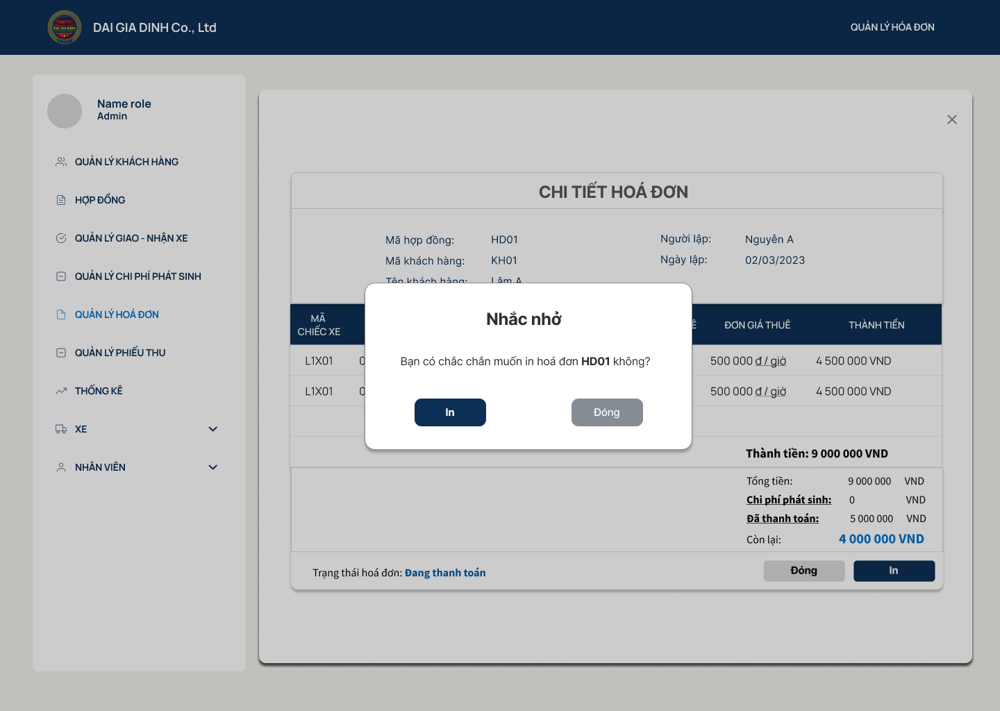 DAI GIA DINH
DAI GIA DINH Co., Ltd
QUẢN LÝ HÓA ĐƠN
Name role
Admin
QUẢN LÝ KHÁCH HÀNG
HỢP ĐỒNG
QUẢN LÝ GIAO - NHẬN XE
QUẢN LÝ CHI PHÍ PHÁT SINH
QUẢN LÝ HOÁ ĐƠN
QUẢN LÝ PHIẾU THU
THỐNG KÊ
XE
NHÂN VIÊN
CHI TIẾT HOÁ ĐƠN
Mã hợp đồng: HD01
Người lập: Nguyễn A
Mã khách hàng: KH01
Ngày lập: 02/03/2023
Tên khách hàng: Lâm A
MÃ
CHIẾC XE
ĐƠN GIÁ THUÊ
THÀNH TIỀN
L1X01 500 000 đ / giờ 4 500 000 VND
L1X01 500 000 đ / giờ 4 500 000 VND
Nhắc nhở
Bạn có chắc chắn muốn in hoá đơn HD01 không?
In
Đóng
Thành tiền: 9 000 000 VND
Tổng tiền: 9 000 000 VND
Chi phí phát sinh: 0 VND
Đã thanh toán: 5 000 000 VND
Còn lại: 4 000 000 VND
Trạng thái hoá đơn: Đang thanh toán
Đóng
In